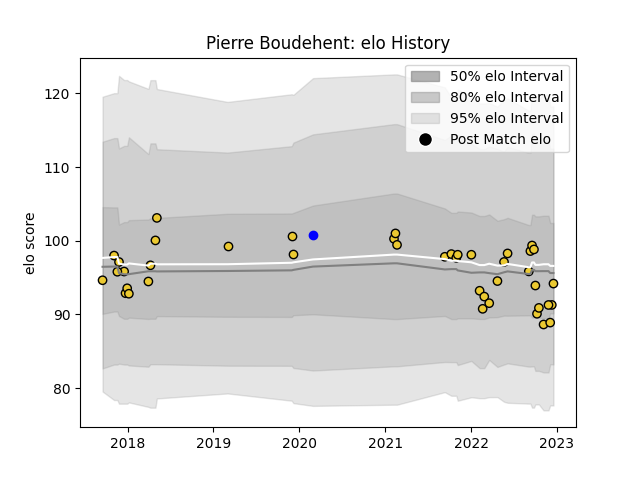 Pierre Boudehent: elo History
50% elo Interval
80% elo Interval
95% elo Interval
Post Match elo
elo score
120
110
100
90
80
2018 2019 2020 2021 2022 2023